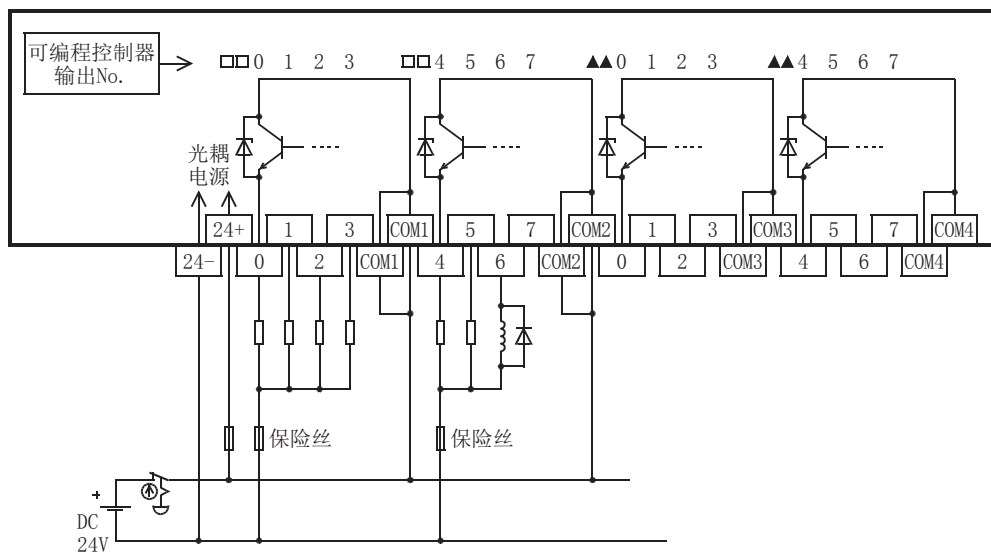 可编程控制器
输出No.
□□0 1 2 3 □□4 5 6 7 ▲▲0 1 2 3 ▲▲4 5 6 7
光耦
电源
24+ 1 3 COM1 5 7 COM2 1 3 COM3 5 7 COM4
24- 0 2 COM1 4 6 COM2 0 2 COM3 4 6 COM4
保险丝 保险丝
+
DC
24V